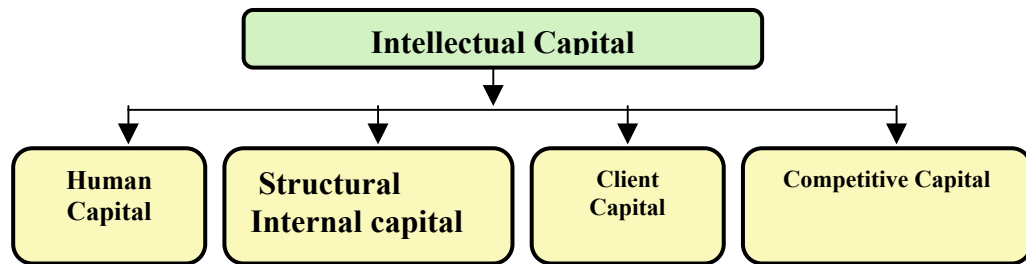 Intellectual Capital
Human
Capital
Structural
Internal capital
Client
Capital
Competitive Capital